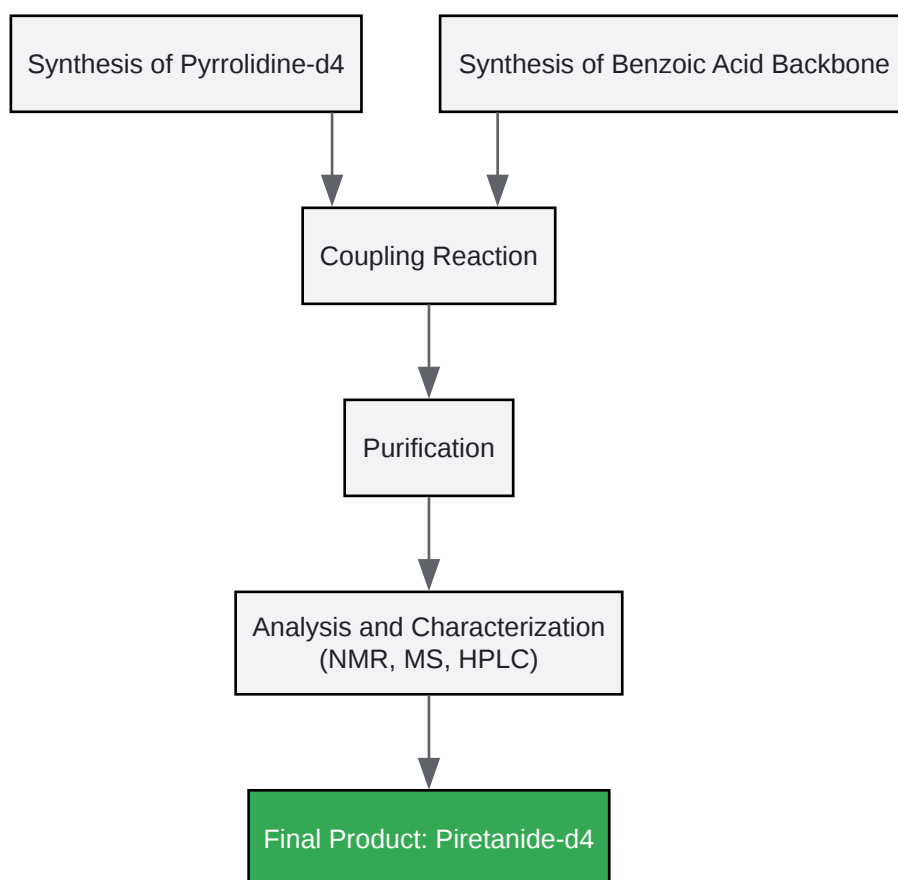 Synthesis of Pyrrolidine-d4
Synthesis of Benzoic Acid Backbone
Coupling Reaction
Purification
Analysis and Characterization
(NMR, MS, HPLC)
Final Product: Piretanide-d4